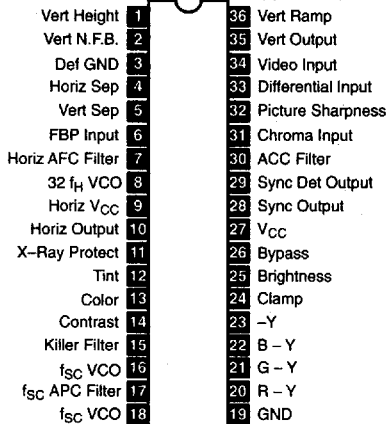 Vert Height 1 36 Vert Ramp
Vert N.F.B. 2 35 Vert Output
Def GND 3 34 Video Input
Horiz Sep 4 33 Differential Input
Vert Sep 5 32 Picture Sharpness
FBP Input 6 31 Chroma Input
Horiz AFC Filter 7 30 ACC Filter
32 fH VCO 8 29 Sync Det Output
Horiz VCC 9 28 Sync Output
Horiz Output 10 27 VCC
X–Ray Protect 11 26 Bypass
Tint 12 25 Brightness
Color 13 24 Clamp
Contrast 14 23 –Y
Killer Filter 15 22 B – Y
fSC VCO 16 21 G – Y
fSC APC Filter 17 20 R – Y
fSC VCO 18 19 GND